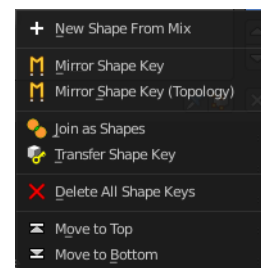 New Shape From Mix
Mirror Shape Key
Mirror Shape Key (Topology)
Join as Shapes
Transfer Shape Key
Delete All Shape Keys
Move to Top
Move to Bottom